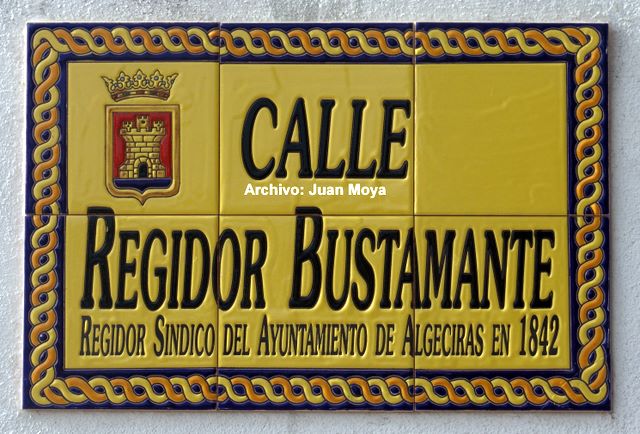 CALLE
Archivo: Juan Moya
REGIDOR BUSTAMANTE
REGIDOR SINDICO DEL AYUNTAMIENTO DE ALGECIRAS EN 1842